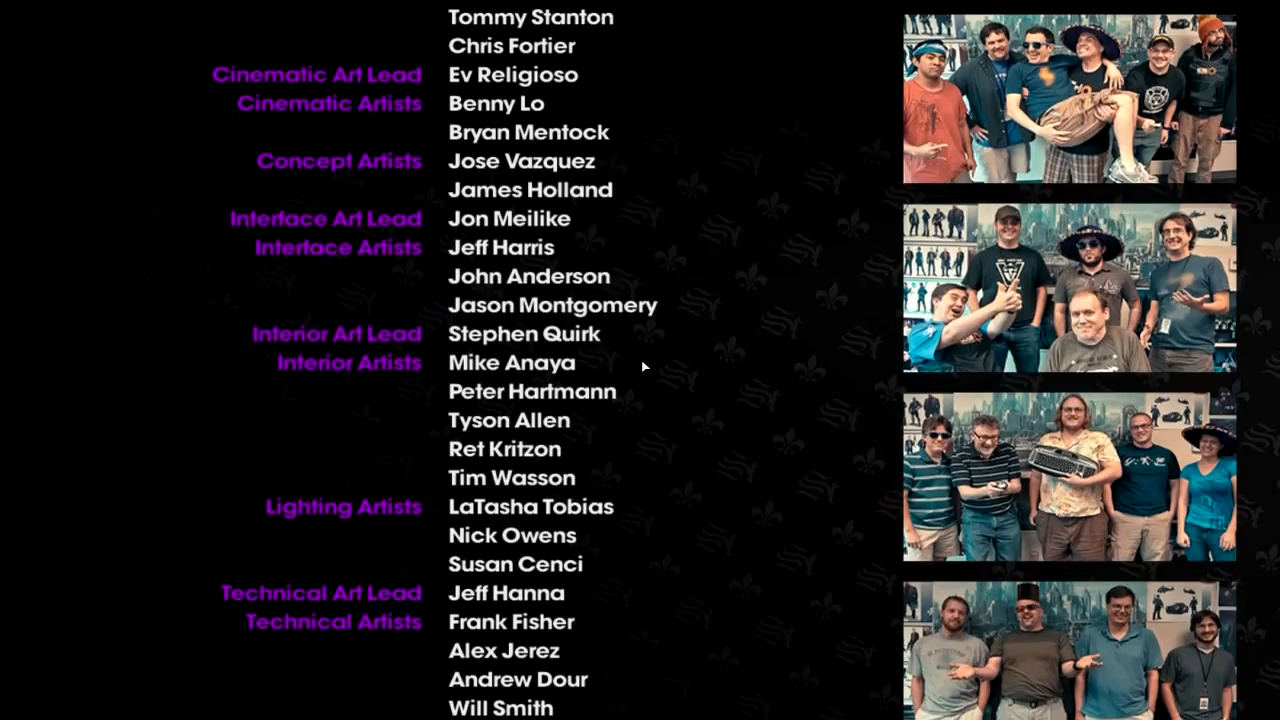 Tommy Stanton
Chris Fortier
Cinematic Art Lead Ev Religioso
Cinematic Artists Benny Lo
Bryan Mentock
Concept Artists Jose Vazquez
James Holland
Interface Art Lead Jon Meilike
Interface Artists Jeff Harris
John Anderson
Jason Montgomery
Interior Art Lead Stephen Quirk
Interior Artists Mike Anaya
Peter Hartmann
Tyson Allen
Ret Kritzon
Tim Wasson
Lighting Artists LaTasha Tobias
Nick Owens
Susan Cenci
Technical Art Lead Jeff Hanna
Technical Artists Frank Fisher
Alex Jerez
Andrew Dour
Will Smith